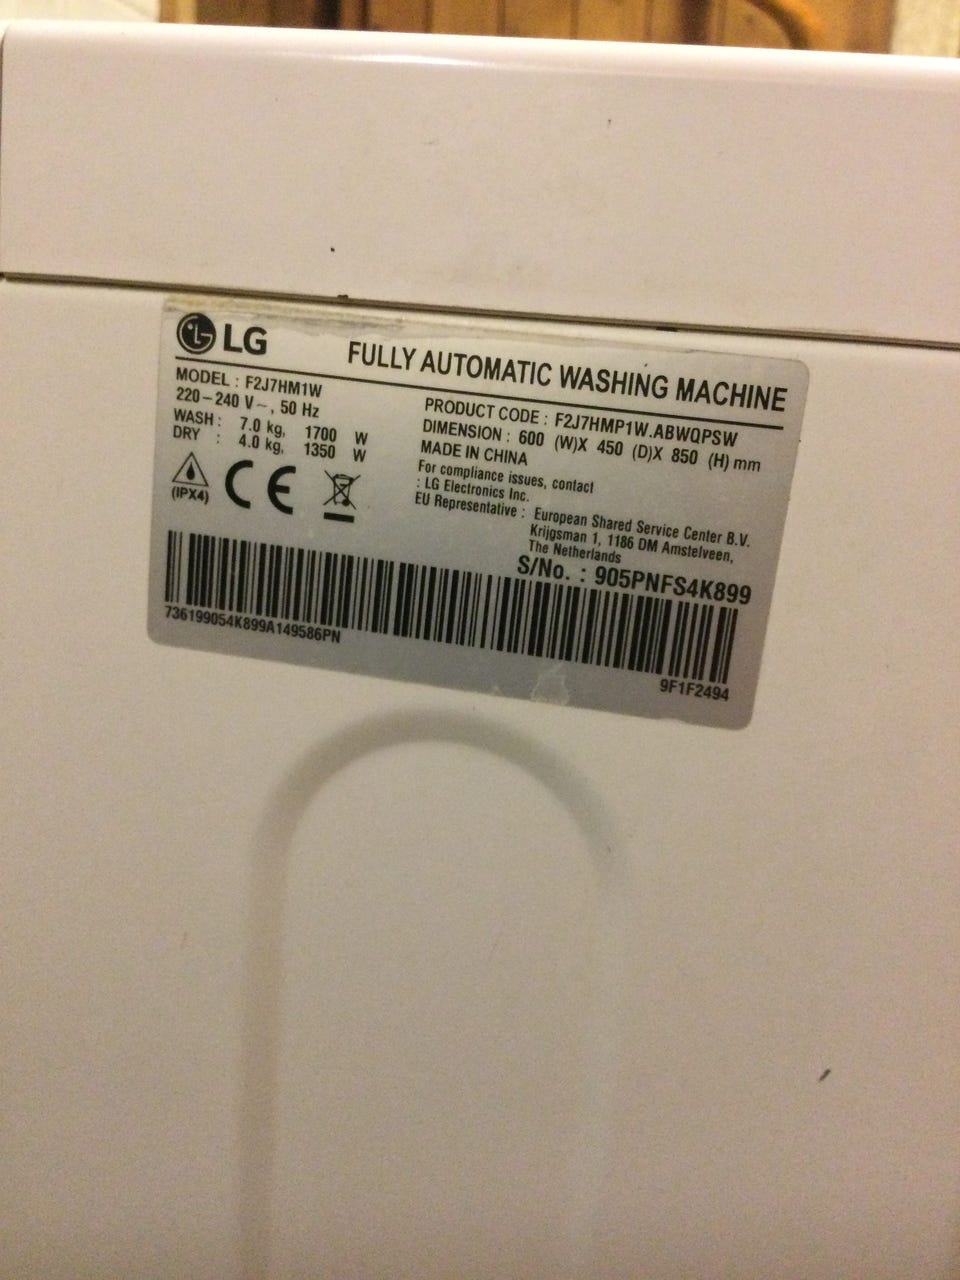 LG FULLY AUTOMATIC WASHING MACHINE
MODEL : F2J7HM1W
220-240 V~, 50 Hz
WASH : 7.0 kg, 1700 W
DRY : 4.0 kg, 1350 W
(IPX4)
CE
PRODUCT CODE : F2J7HMP1W.ABWQPSW
DIMENSION : 600 (W)X 450 (D)X 850 (H) mm
MADE IN CHINA
For compliance issues, contact
: LG Electronics Inc.
EU Representative : European Shared Service Center B.V.
Krijgsman 1, 1186 DM Amstelveen,
The Netherlands
S/No. : 905PNFS4K899
736199054K899A149586PN
9F1F2494